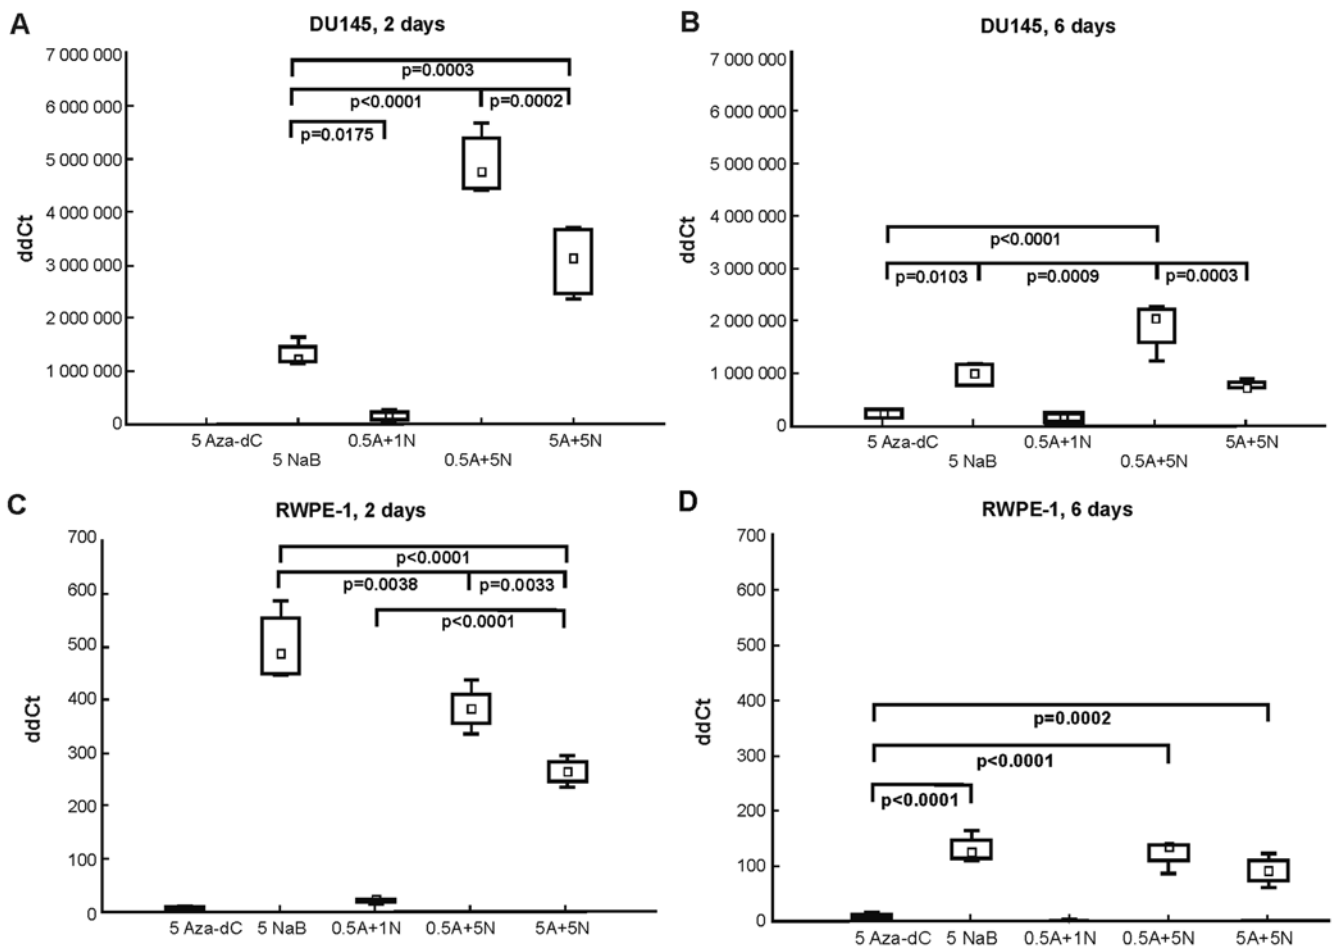 A
DU145, 2 days
7 000 000
6 000 000
5 000 000
4 000 000
3 000 000
2 000 000
1 000 000
0
ddCt
p=0.0003
p<0.0001
p=0.0002
p=0.0175
5 Aza-dC
5 NaB
0.5A+1N
0.5A+5N
5A+5N
B
DU145, 6 days
7 000 000
6 000 000
5 000 000
4 000 000
3 000 000
2 000 000
1 000 000
0
ddCt
p<0.0001
p=0.0103
p=0.0009
p=0.0003
5 Aza-dC
5 NaB
0.5A+1N
0.5A+5N
5A+5N
C
RWPE-1, 2 days
700
600
500
400
300
200
100
0
ddCt
p<0.0001
p=0.0038
p=0.0033
p<0.0001
5 Aza-dC
5 NaB
0.5A+1N
0.5A+5N
5A+5N
D
RWPE-1, 6 days
700
600
500
400
300
200
100
0
ddCt
p=0.0002
p<0.0001
p<0.0001
5 Aza-dC
5 NaB
0.5A+1N
0.5A+5N
5A+5N